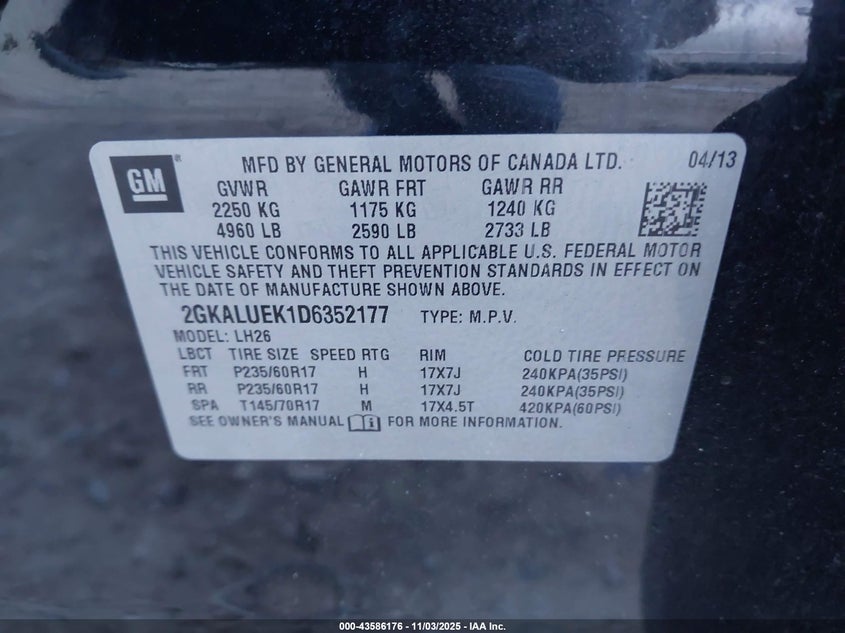 GM ® MFD BY GENERAL MOTORS OF CANADA LTD. 04/13
GVWR GAWR FRT GAWR RR
2250 KG 1175 KG 1240 KG
4960 LB 2590 LB 2733 LB
THIS VEHICLE CONFORMS TO ALL APPLICABLE U.S. FEDERAL MOTOR
VEHICLE SAFETY AND THEFT PREVENTION STANDARDS IN EFFECT ON
THE DATE OF MANUFACTURE SHOWN ABOVE.
2GKALUEK1D6352177 TYPE: M.P.V.
MODEL: LH26
LBCT TIRE SIZE SPEED RTG RIM COLD TIRE PRESSURE
FRT P235/60R17 H 17X7J 240KPA(35PSI)
RR P235/60R17 H 17X7J 240KPA(35PSI)
SPA T145/70R17 M 17X4.5T 420KPA(60PSI)
SEE OWNER'S MANUAL FOR MORE INFORMATION.
000-43586176 - 11/03/2025 - IAA Inc.